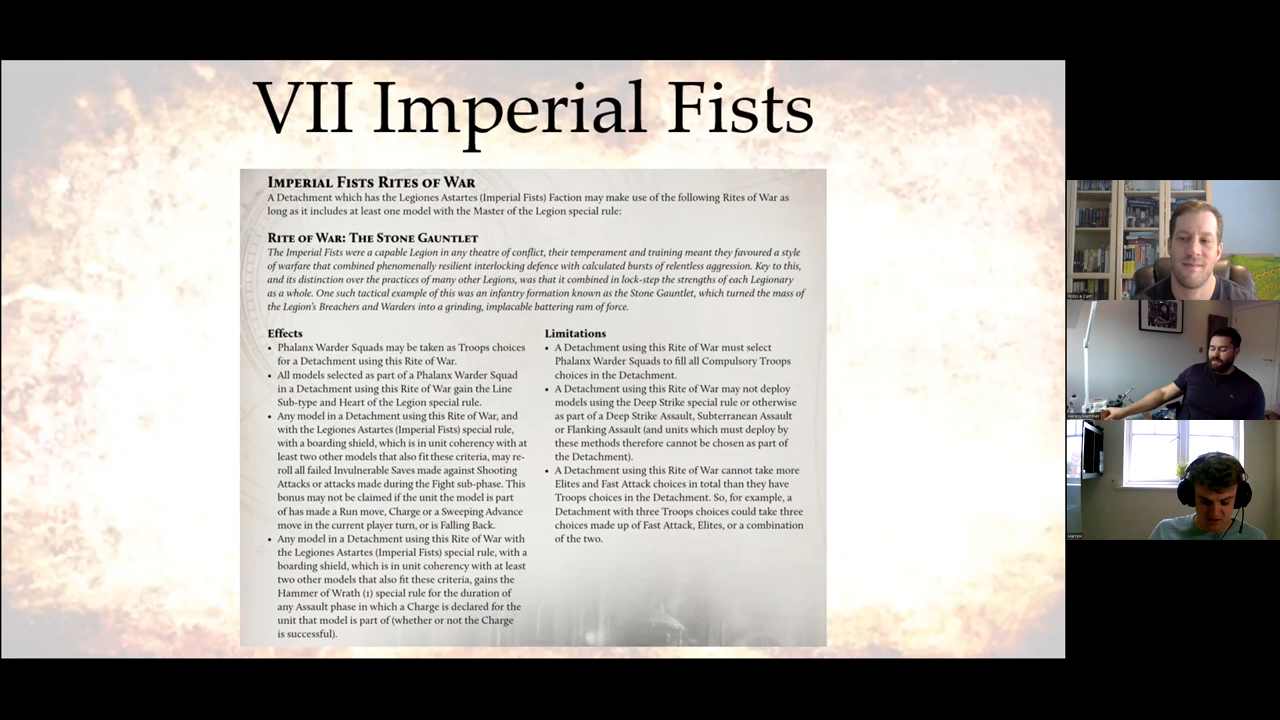 VII Imperial Fists
Imperial Fists Rites of War
A Detachment which has the Legiones Astartes (Imperial Fists) Faction may make use of the following Rites of War as
long as it includes at least one model with the Master of the Legion special rule:
Rite of War: The Stone Gauntlet
The Imperial Fists were a capable Legion in any theatre of conflict, their temperament and training meant they favoured a style
of warfare that combined phenomenally resilient interlocking defence with calculated bursts of relentless aggression. Key to this,
and its distinction over the practices of many other Legions, was that it combined in lock-step the strengths of each Legionary
as a whole. One such tactical example of this was an infantry formation known as the Stone Gauntlet, which turned the mass of
the Legion's Breachers and Warders into a grinding, implacable battering ram of force.
Effects
• Phalanx Warder Squads may be taken as Troops choices
for a Detachment using this Rite of War.
• All models selected as part of a Phalanx Warder Squad
in a Detachment using this Rite of War gain the Line
Sub-type and Heart of the Legion special rule.
• Any model in a Detachment using this Rite of War, and
with the Legiones Astartes (Imperial Fists) special rule,
with a boarding shield, which is in unit coherency with at
least two other models that also fit these criteria, may re-
roll all failed Invulnerable Saves made against Shooting
Attacks or attacks made during the Fight sub-phase. This
bonus may not be claimed if the unit the model is part
of has made a Run move, Charge or a Sweeping Advance
move in the current player turn, or is Falling Back.
• Any model in a Detachment using this Rite of War with
the Legiones Astartes (Imperial Fists) special rule, with a
boarding shield, which is in unit coherency with at least
two other models that also fit these criteria, gains the
Hammer of Wrath (1) special rule for the duration of
any Assault phase in which a Charge is declared for the
unit that model is part of (whether or not the Charge
is successful).
Limitations
• A Detachment using this Rite of War must select
Phalanx Warder Squads to fill all Compulsory Troops
choices in the Detachment.
• A Detachment using this Rite of War may not deploy
models using the Deep Strike special rule or otherwise
as part of a Deep Strike Assault, Subterranean Assault
or Flanking Assault (and units which must deploy by
these methods therefore cannot be chosen as part of
the Detachment).
• A Detachment using this Rite of War cannot take more
Elites and Fast Attack choices in total than they have
Troops choices in the Detachment. So, for example, a
Detachment with three Troops choices could take three
choices made up of Fast Attack, Elites, or a combination
of the two.